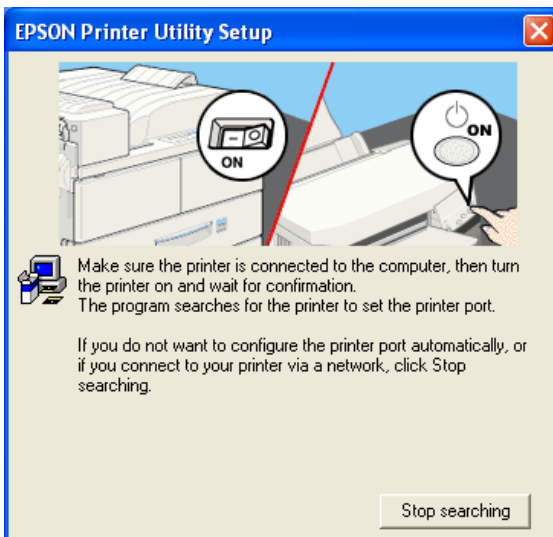 EPSON Printer Utility Setup
ON
ON
Make sure the printer is connected to the computer, then turn
the printer on and wait for confirmation.
The program searches for the printer to set the printer port.
If you do not want to configure the printer port automatically, or
if you connect to your printer via a network, click Stop
searching.
Stop searching